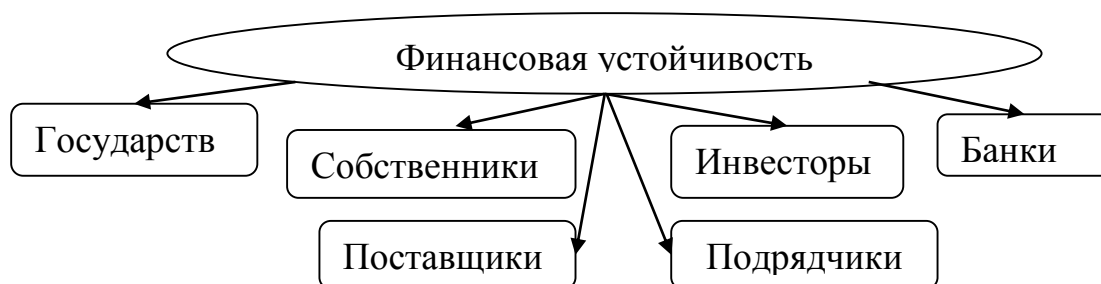 Финансовая устойчивость
Государств
Собственники
Инвесторы
Банки
Поставщики
Подрядчики